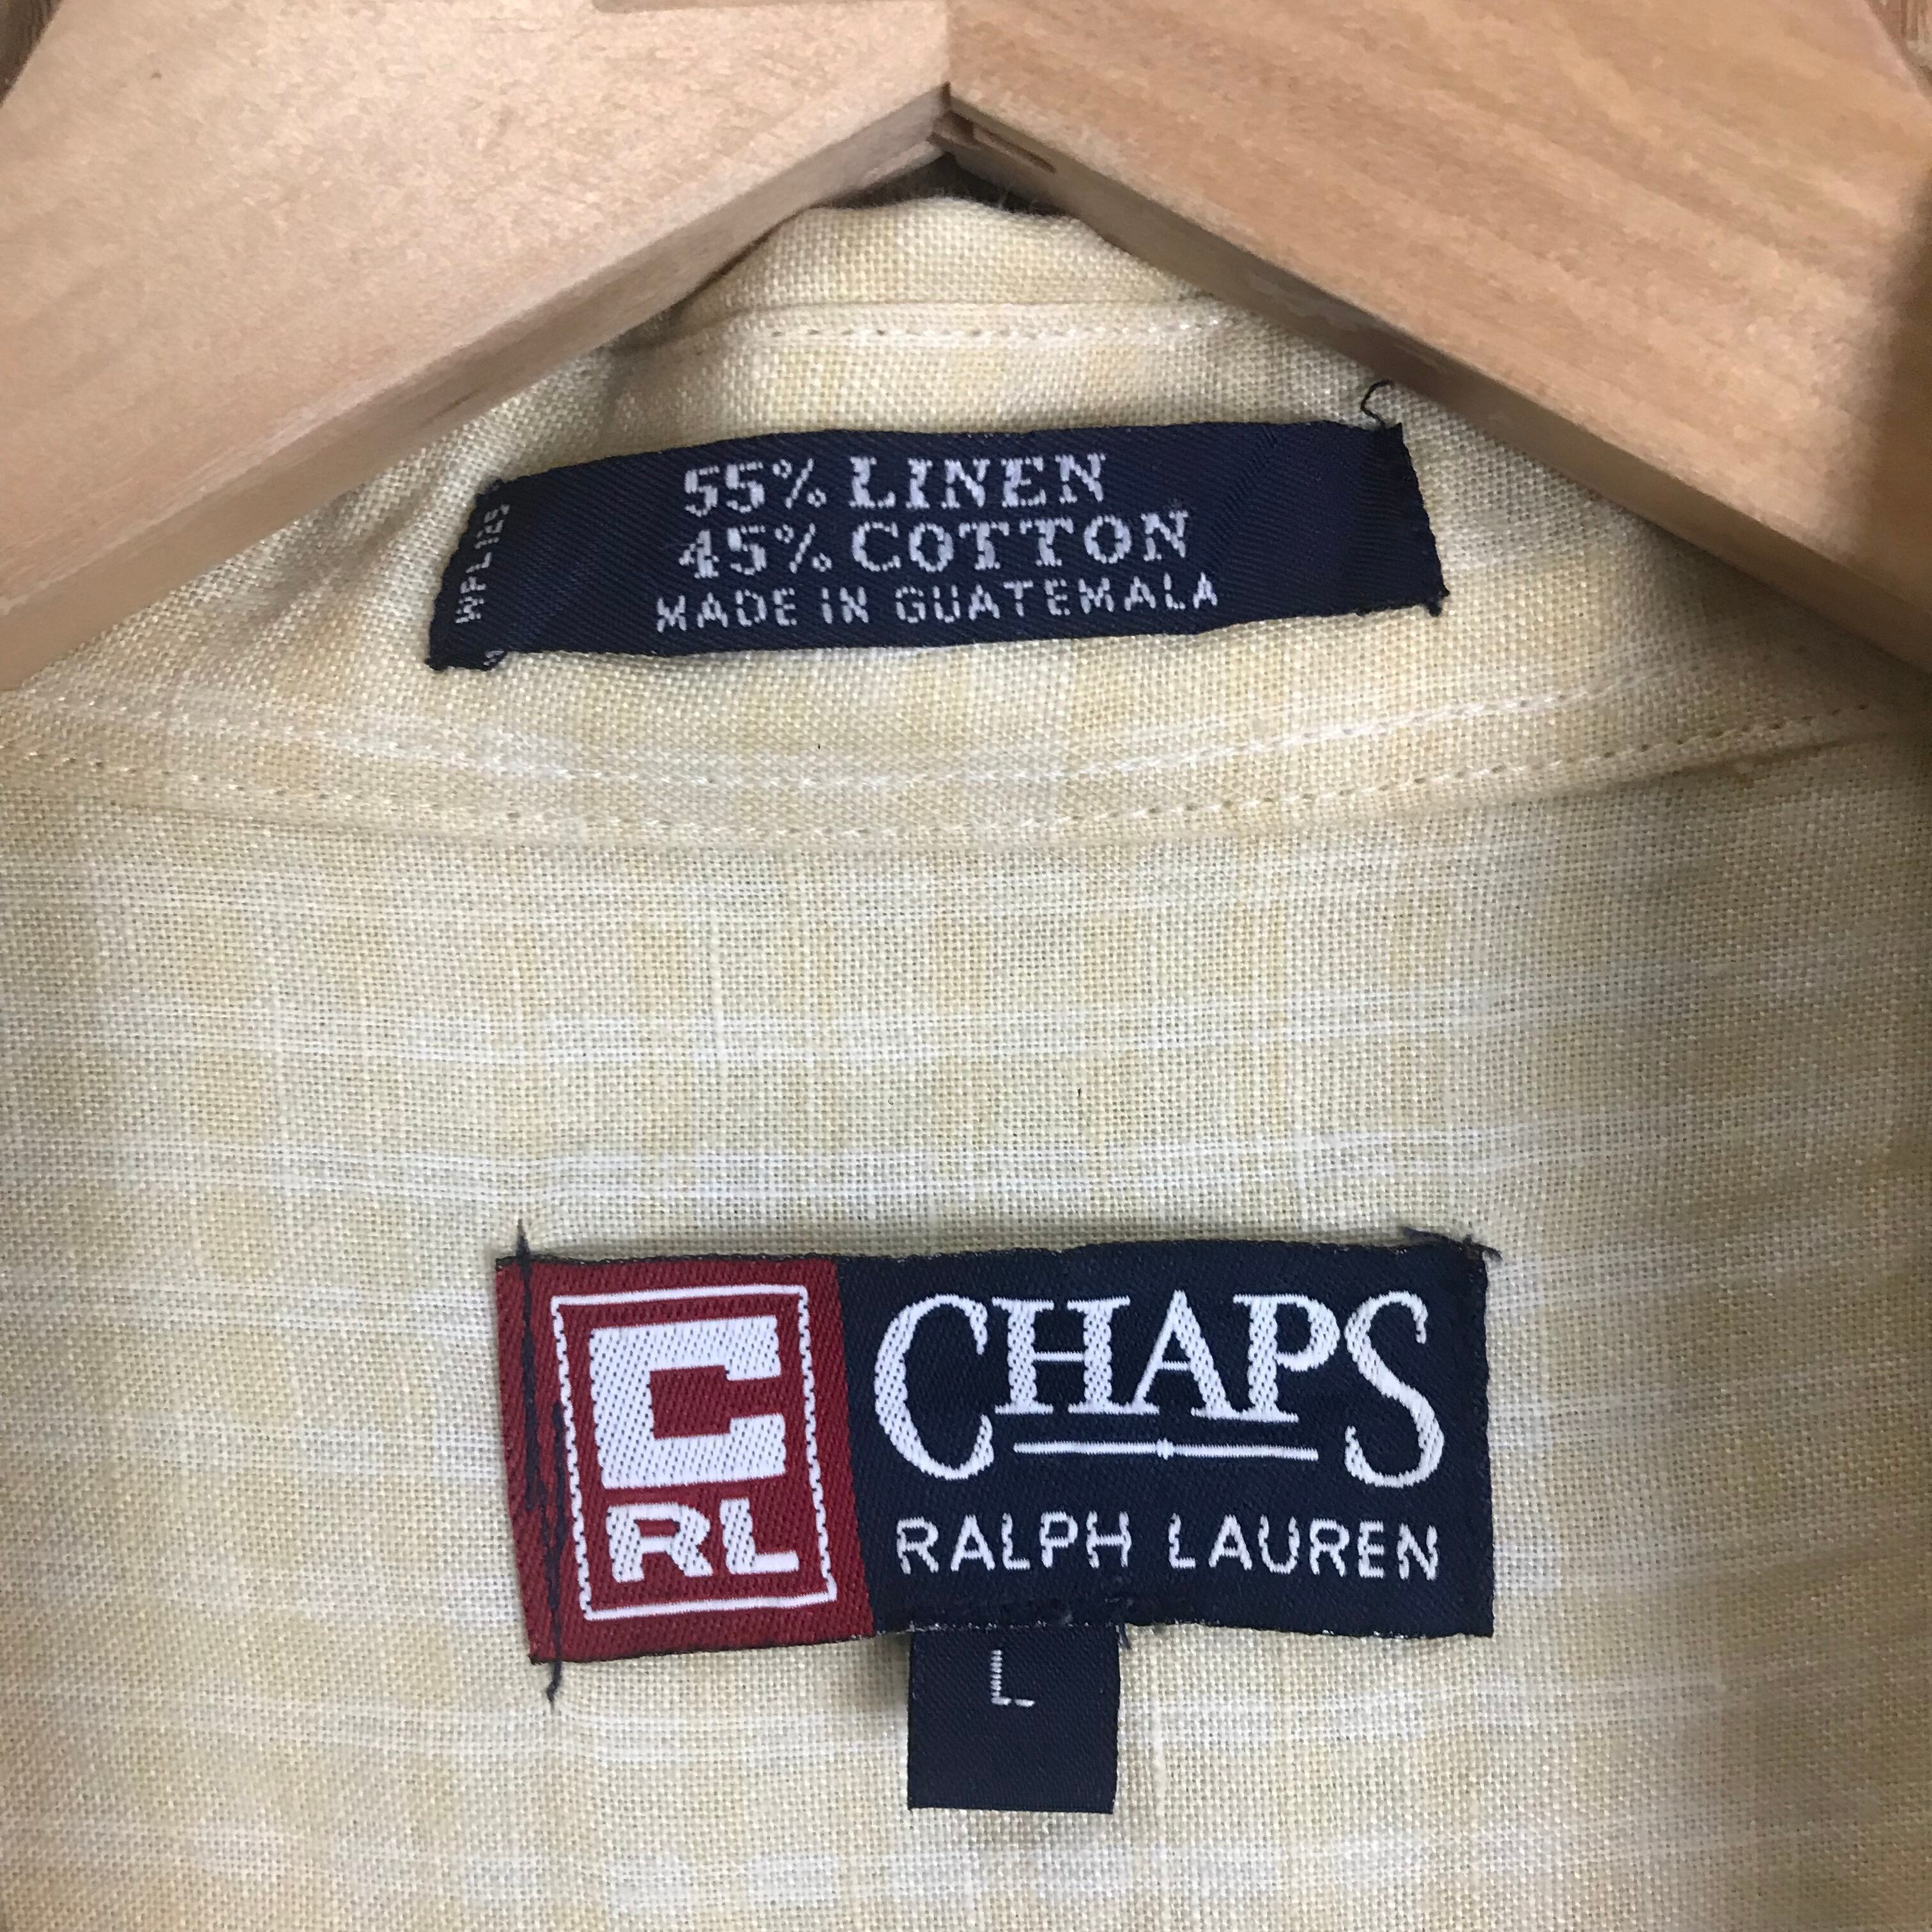 55% LINEN
45% COTTON
MADE IN GUATEMALA
C
RL
CHAPS
RALPH LAUREN
L